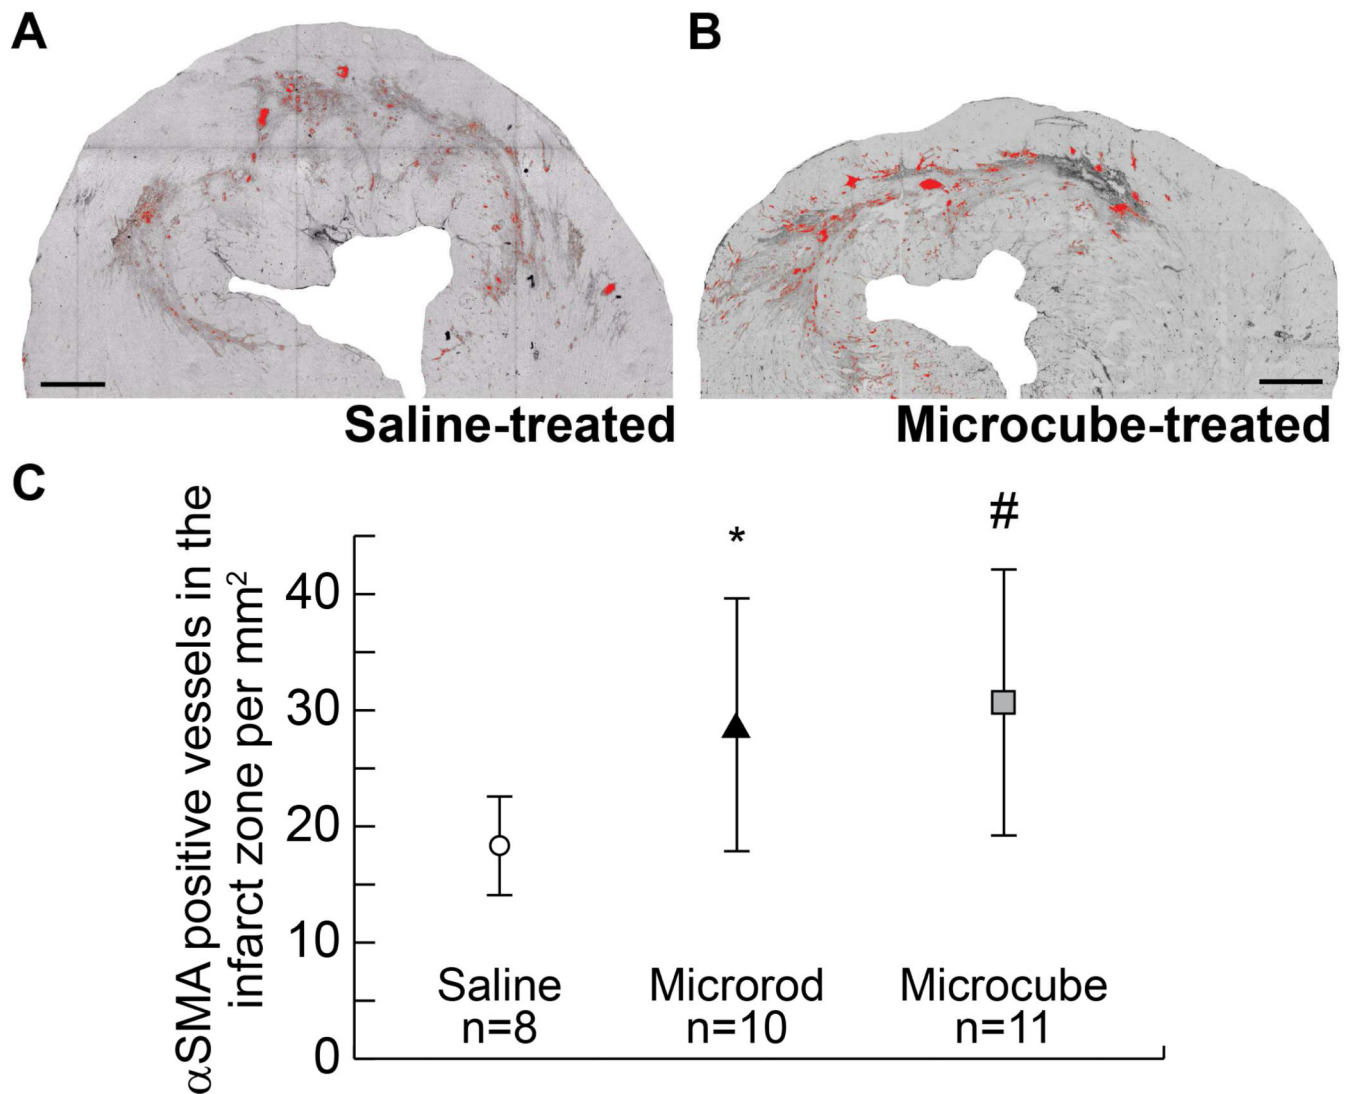 A
B
Saline-treated
Microcube-treated
C
αSMA positive vessels in the
infarct zone per mm²
40
30
20
10
0
*
#
Saline
n=8
Microrod
n=10
Microcube
n=11